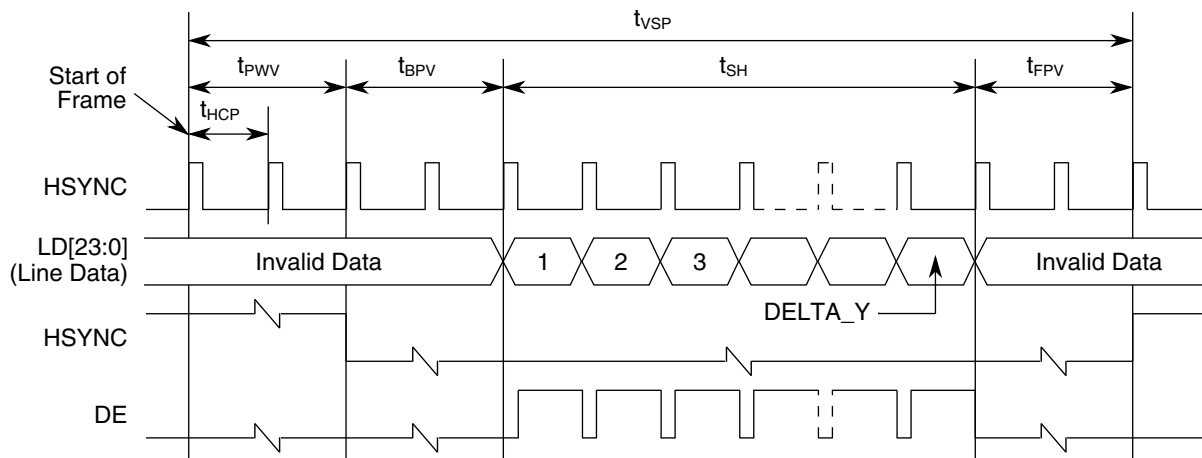 tVSP
tPWV tBPV tSH tFPV
Start of
Frame
tHCP
HSYNC
LD[23:0]
(Line Data)
Invalid Data 1 2 3 Invalid Data
DELTA_Y
HSYNC
DE